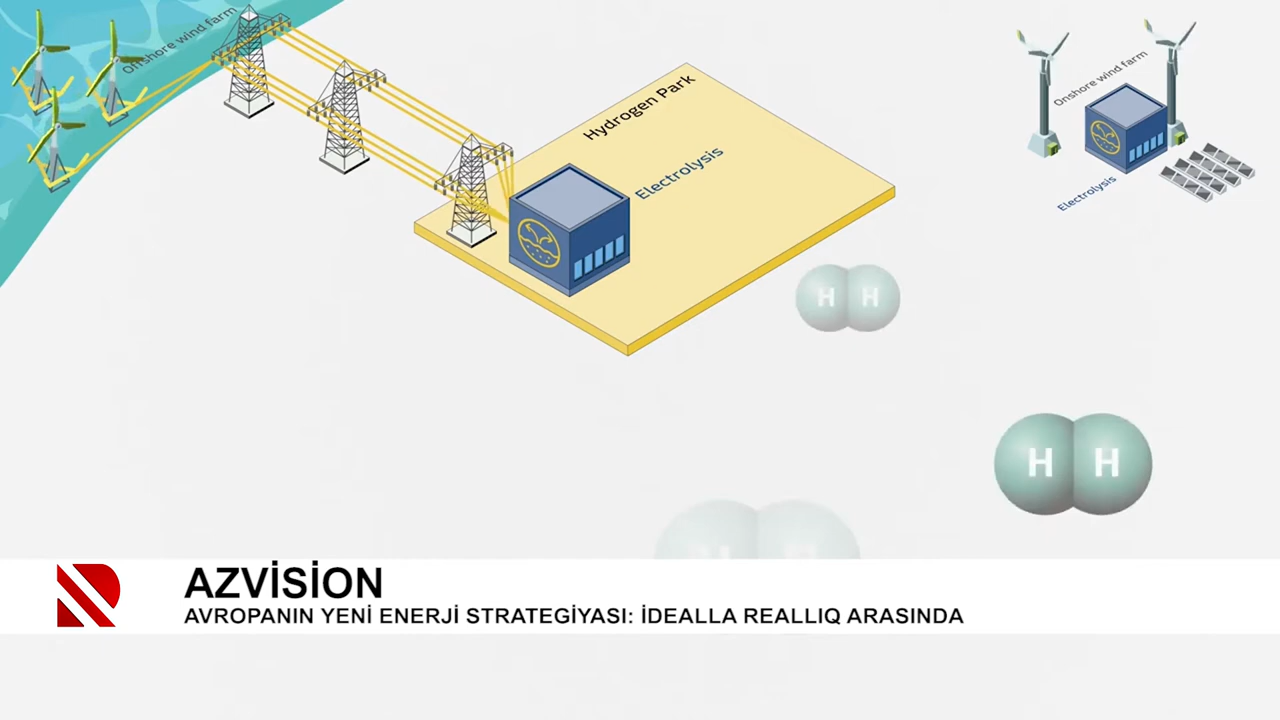 Offshore wind farm
Hydrogen Park
Electrolysis
Onshore wind farm
Electrolysis
H H
H H
AZVİSİON
AVROPANIN YENİ ENERJİ STRATEGİYASI: İDEALLA REALLIQ ARASINDA